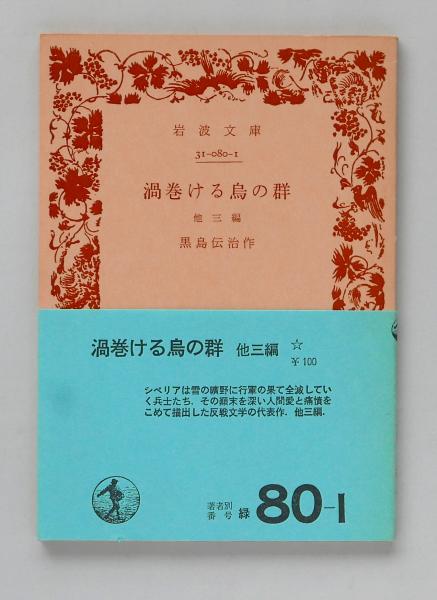 岩波文庫
31-080-1
渦巻ける烏の群
他三編
黒島伝治作
渦巻ける烏の群 他三編 ☆
￥100
シベリアは雪の曠野に行軍の果て全滅してい
く兵士たち．その顚末を深い人間愛と痛憤を
こめて描出した反戦文学の代表作．他三編．
著者別
番号 緑 80-1